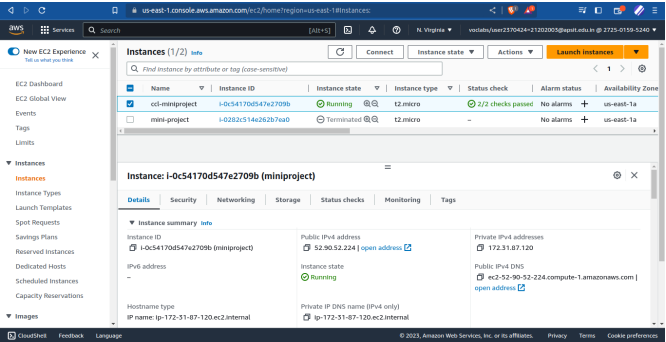 us-east-1.console.aws.amazon.com/ec2/home?region=us-east-1#Instances:
aws Services Search [Alt+S] N. Virginia ▼ voclabs/user2370424=21202003@apsit.edu.in @ 2725-0159-5240 ▼
New EC2 Experience
Tell us what you think
EC2 Dashboard
EC2 Global View
Events
Tags
Limits
Instances
Instances
Instance Types
Launch Templates
Spot Requests
Savings Plans
Reserved Instances
Dedicated Hosts
Scheduled Instances
Capacity Reservations
Images
Instances (1/2) Info
Connect Instance state ▼ Actions ▼ Launch instances ▼
Find Instance by attribute or tag (case-sensitive)
1
Name Instance ID Instance state Instance type Status check Alarm status Availability Zone
ccl-miniproject i-0c54170d547e2709b Running t2.micro 2/2 checks passed No alarms + us-east-1a
mini-project i-0282c514e262b7ea0 Terminated t2.micro – No alarms + us-east-1a
Instance: i-0c54170d547e2709b (miniproject)
Details Security Networking Storage Status checks Monitoring Tags
Instance summary Info
Instance ID Public IPv4 address Private IPv4 addresses
i-0c54170d547e2709b (miniproject) 52.90.52.224 | open address 172.31.87.120
IPv6 address Instance state Public IPv4 DNS
– Running ec2-52-90-52-224.compute-1.amazonaws.com |
open address
Hostname type Private IP DNS name (IPv4 only)
IP name: ip-172-31-87-120.ec2.internal ip-172-31-87-120.ec2.internal
CloudShell Feedback Language © 2023, Amazon Web Services, Inc. or its affiliates. Privacy Terms Cookie preferences